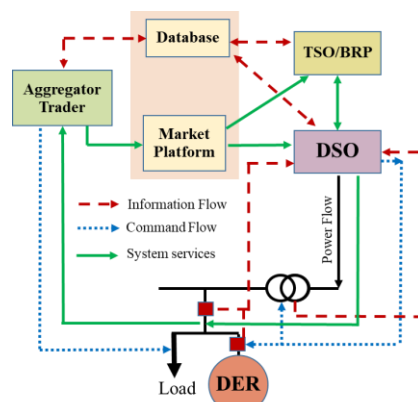 Database
TSO/BRP
Aggregator
Trader
Market
Platform
DSO
Information Flow
Command Flow
System services
Power Flow
Load
DER